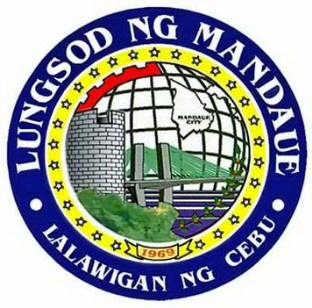 LUNGSOD NG MANDAUE
MANDAUE
CITY
1969
LALAWIGAN NG CEBU